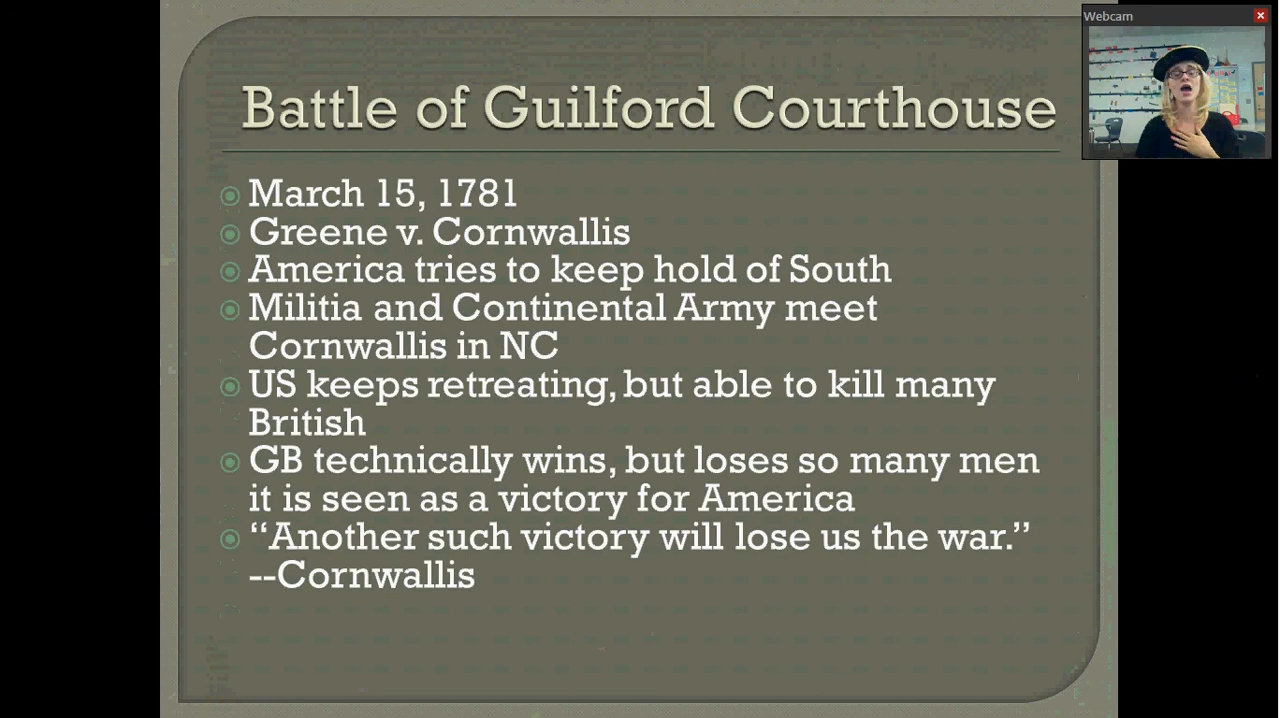 Webcam
Battle of Guilford Courthouse
March 15, 1781
Greene v. Cornwallis
America tries to keep hold of South
Militia and Continental Army meet
Cornwallis in NC
US keeps retreating, but able to kill many
British
GB technically wins, but loses so many men
it is seen as a victory for America
“Another such victory will lose us the war.”
--Cornwallis